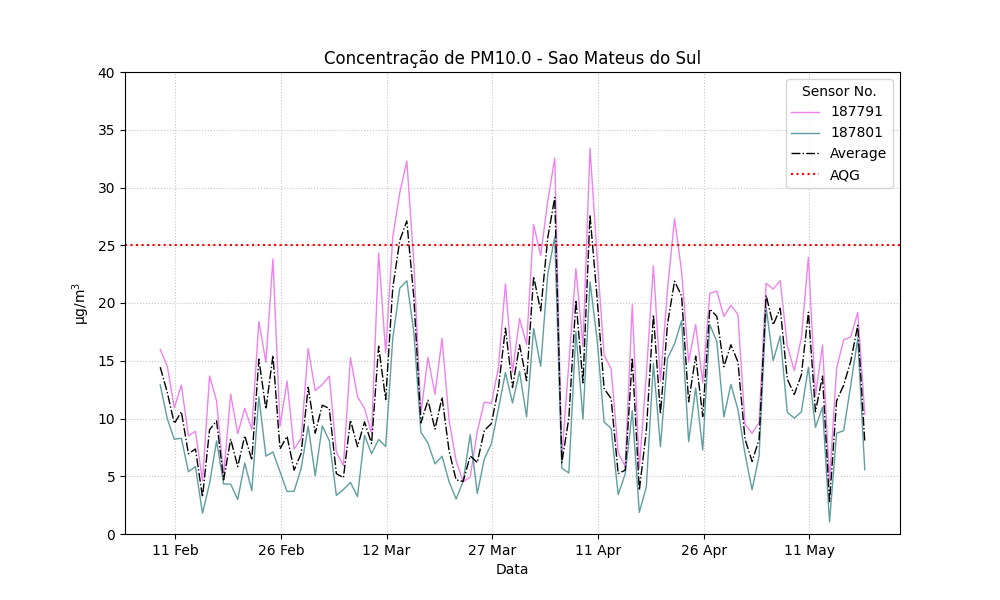 Concentração de PM10.0 - Sao Mateus do Sul
40
35
30
25
20
15
10
5
0
µg/m³
Sensor No.
187791
187801
Average
AQG
11 Feb
26 Feb
12 Mar
27 Mar
11 Apr
26 Apr
11 May
Data